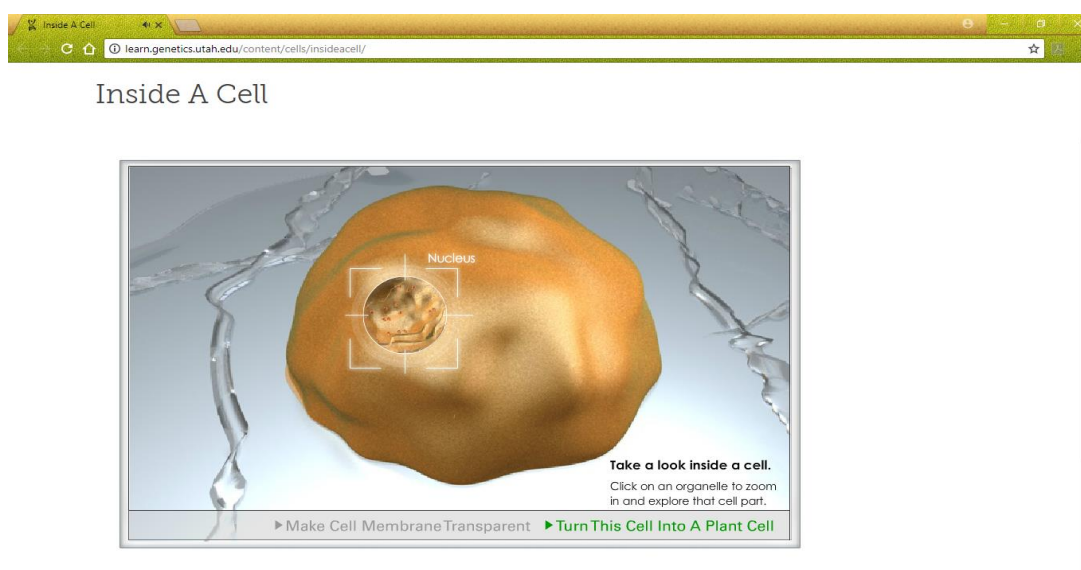 Inside A Cell
learn.genetics.utah.edu/content/cells/insideacell/
Inside A Cell
Nucleus
Take a look inside a cell.
Click on an organelle to zoom
in and explore that cell part.
Make Cell Membrane Transparent
Turn This Cell Into A Plant Cell